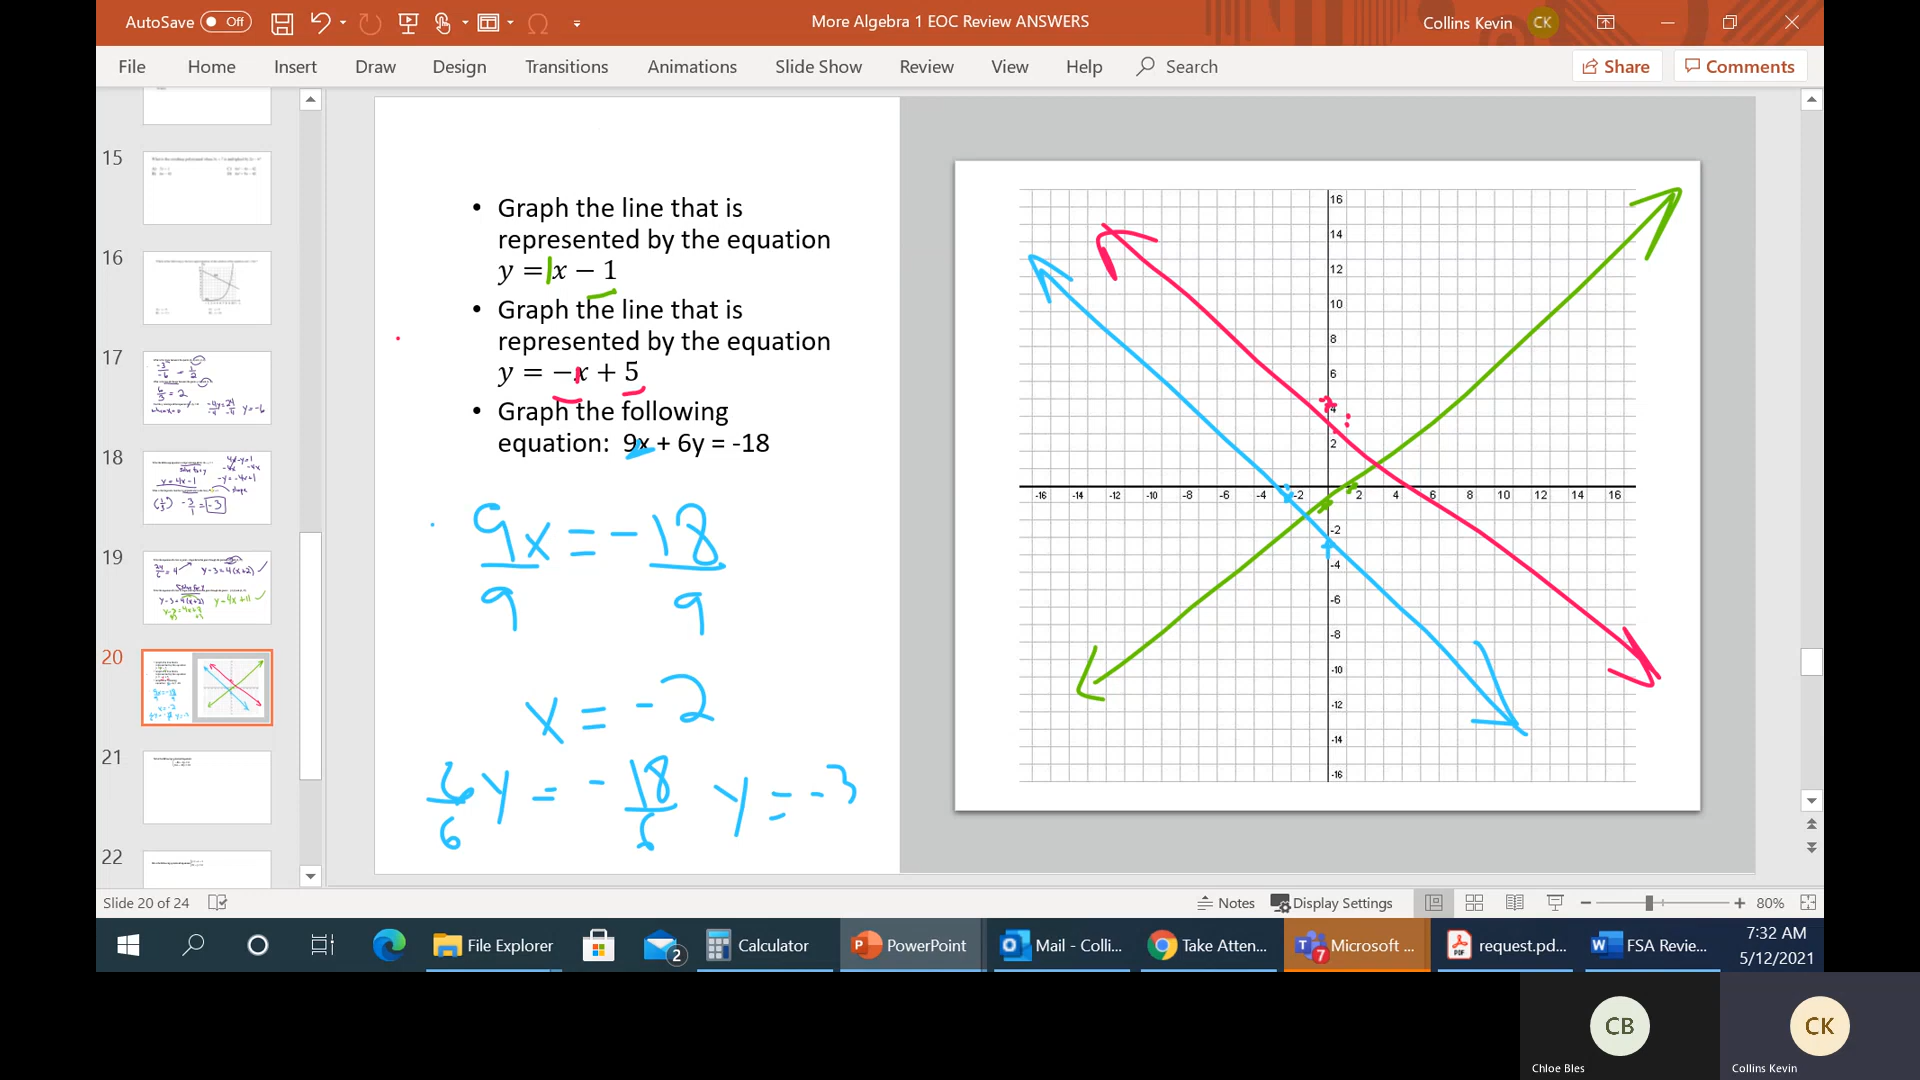 AutoSave Off
More Algebra 1 EOC Review ANSWERS
Collins Kevin CK
File Home Insert Draw Design Transitions Animations Slide Show Review View Help Search
Share Comments
15
16
17
18
19
20
21
22
• Graph the line that is
represented by the equation
y = 1x − 1
• Graph the line that is
represented by the equation
y = −x + 5
• Graph the following
equation: 9x + 6y = -18
9x = -18
9 9
x = -2
6y = -18 y = -3
6 6
16
14
12
10
8
6
4
2
-16 -14 -12 -10 -8 -6 -4 -2 2 4 6 8 10 12 14 16
-2
-4
-6
-8
-10
-12
-14
-16
Slide 20 of 24
Notes Display Settings 80%
File Explorer
2
Calculator
PowerPoint
Mail - Colli...
Take Atten...
7 Microsoft ...
request.pd...
FSA Revie...
7:32 AM
5/12/2021
CB
Chloe Bles
CK
Collins Kevin